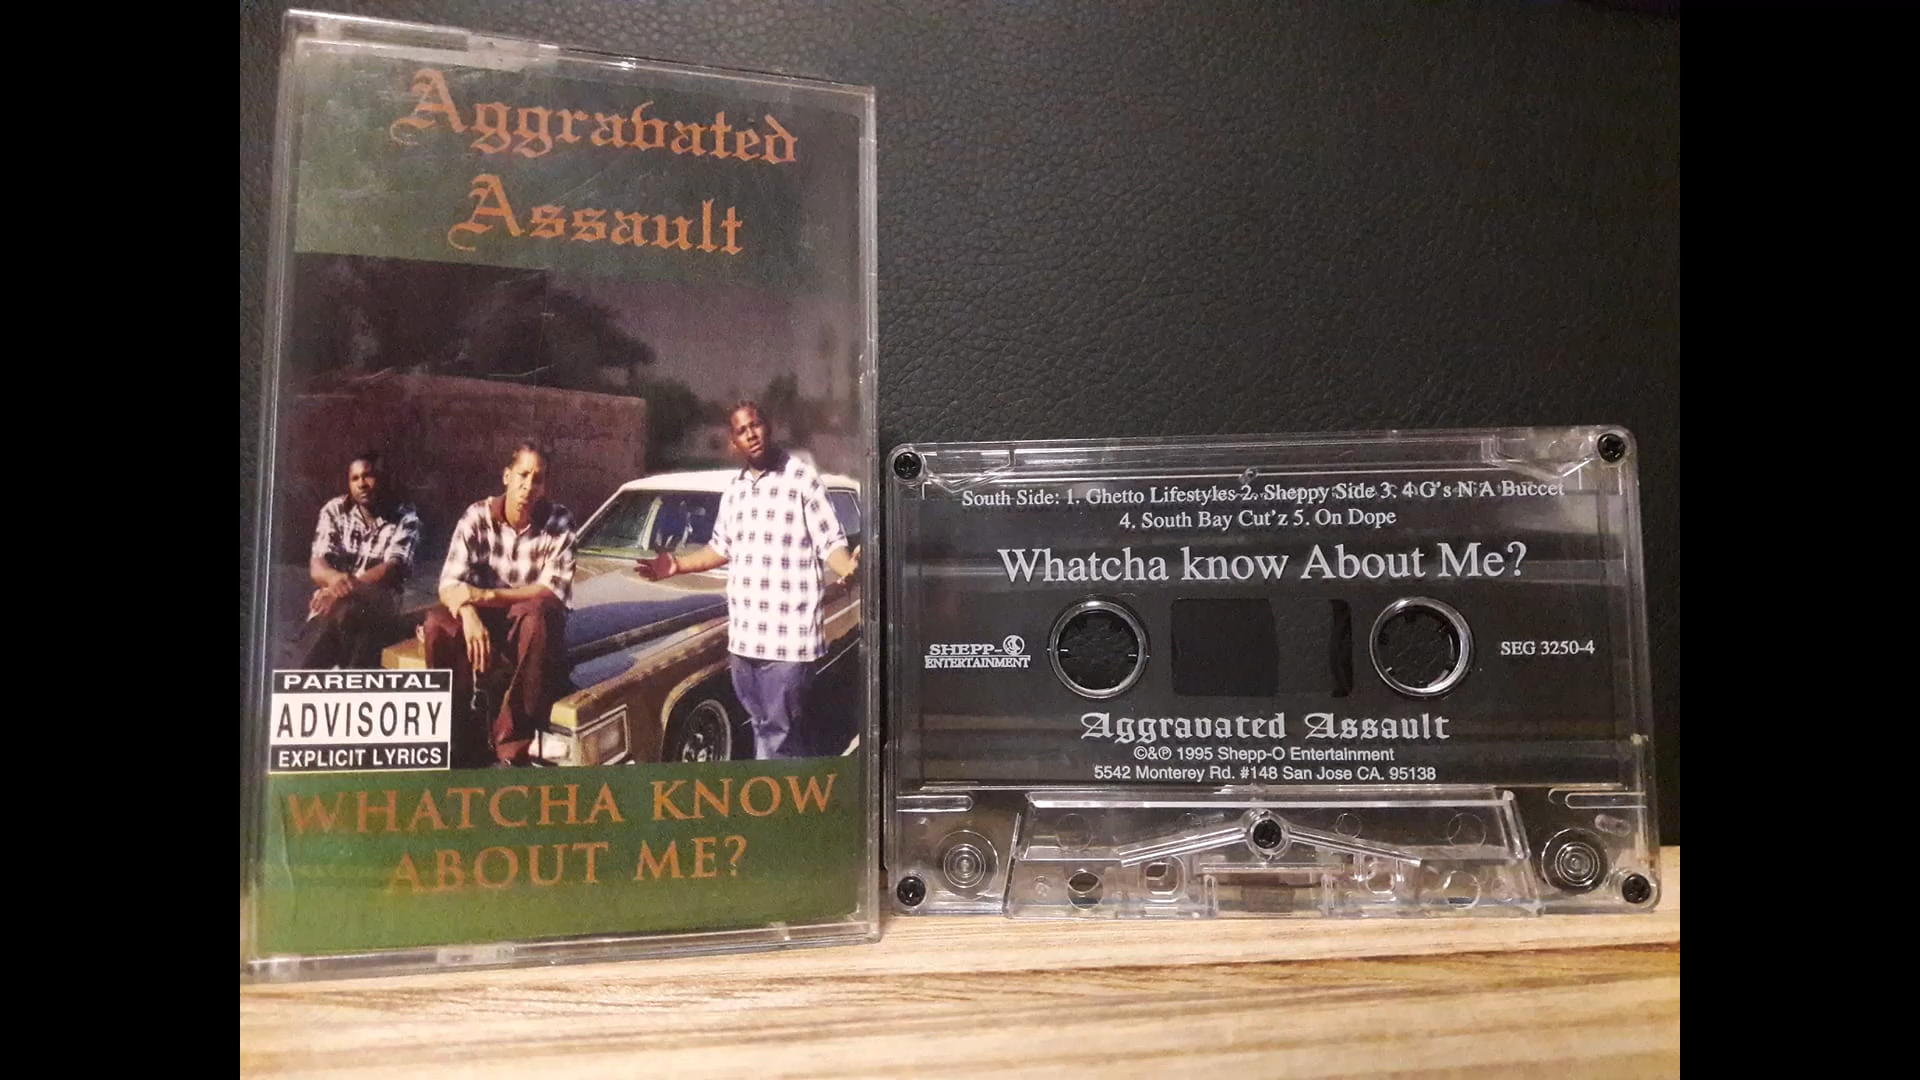 Aggravated
Assault
PARENTAL
ADVISORY
EXPLICIT LYRICS
WHATCHA KNOW
ABOUT ME?
South Side: 1. Ghetto Lifestyles 2. Sheppy Side 3. 4 G's N A Buccet
4. South Bay Cut'z 5. On Dope
Whatcha know About Me?
SHEPP-O
ENTERTAINMENT
SEG 3250-4
Aggravated Assault
©&℗ 1995 Shepp-O Entertainment
5542 Monterey Rd. #148 San Jose CA. 95138